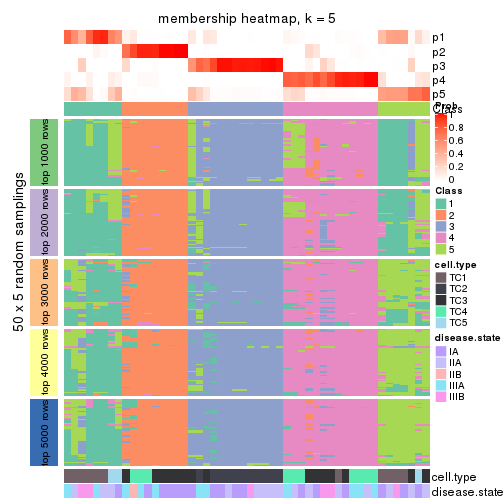 membership heatmap, k = 5
p1
p2
p3
p4
p5
Prob
Class
1
0.8
0.6
0.4
0.2
0
Class
1
2
3
4
5
cell.type
TC1
TC2
TC3
TC4
TC5
disease.state
IA
IIA
IIB
IIIA
IIIB
50 x 5 random samplings
top 1000 rows
top 2000 rows
top 3000 rows
top 4000 rows
top 5000 rows
cell.type
disease.state